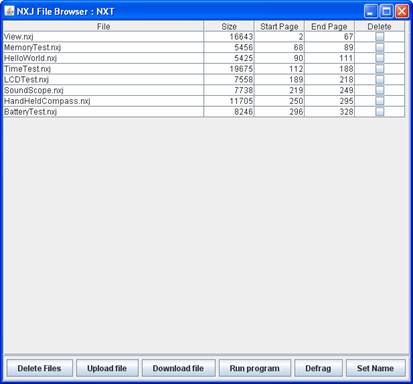 NXJ File Browser : NXT
File Size Start Page End Page Delete
View.nxj 16643 2 67
MemoryTest.nxj 5456 68 89
HelloWorld.nxj 5425 90 111
TimeTest.nxj 19675 112 188
LCDTest.nxj 7558 189 218
SoundScope.nxj 7738 219 249
HandHeldCompass.nxj 11705 250 295
BatteryTest.nxj 8246 296 328
Delete Files Upload file Download file Run program Defrag Set Name